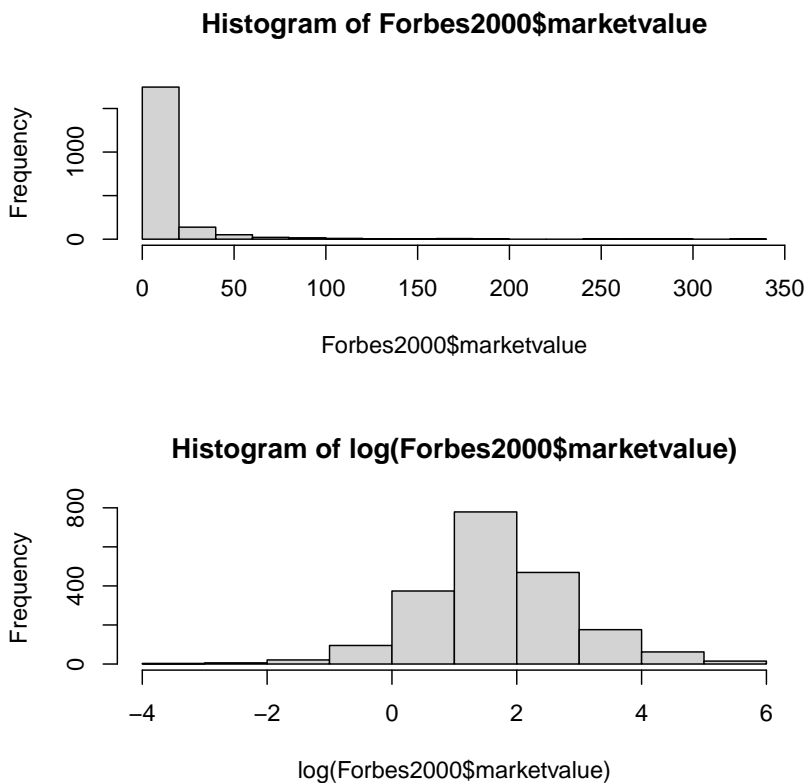 Histogram of Forbes2000$marketvalue
Frequency
0 1000
0 50 100 150 200 250 300 350
Forbes2000$marketvalue
Histogram of log(Forbes2000$marketvalue)
Frequency
0 400 800
−4 −2 0 2 4 6
log(Forbes2000$marketvalue)